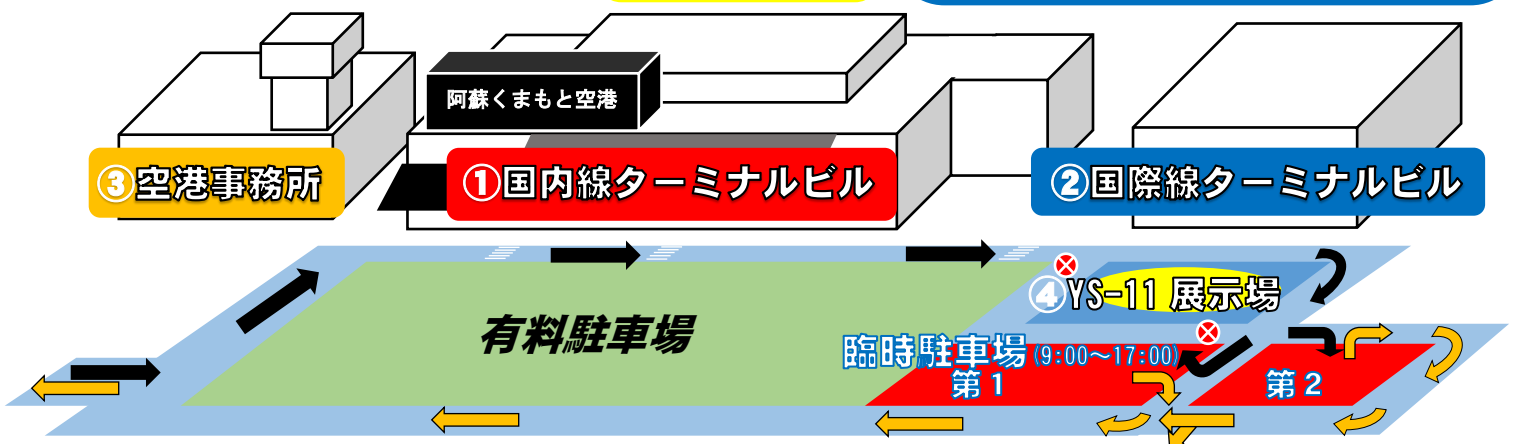 阿蘇くまもと空港
③空港事務所
①国内線ターミナルビル
②国際線ターミナルビル
④YS-11 展示場
有料駐車場
臨時駐車場(9:00～17:00)
第1
第2